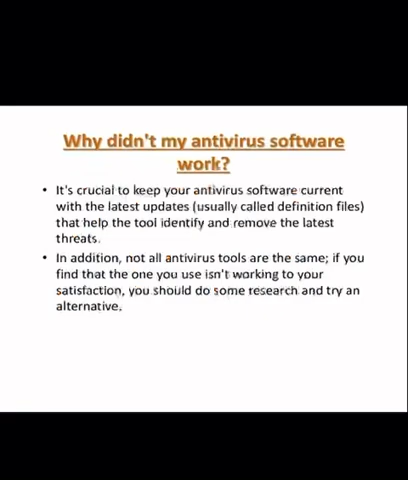 Why didn't my antivirus software
work?
• It's crucial to keep your antivirus software current
with the latest updates (usually called definition files)
that help the tool identify and remove the latest
threats.
• In addition, not all antivirus tools are the same; if you
find that the one you use isn't working to your
satisfaction, you should do some research and try an
alternative.